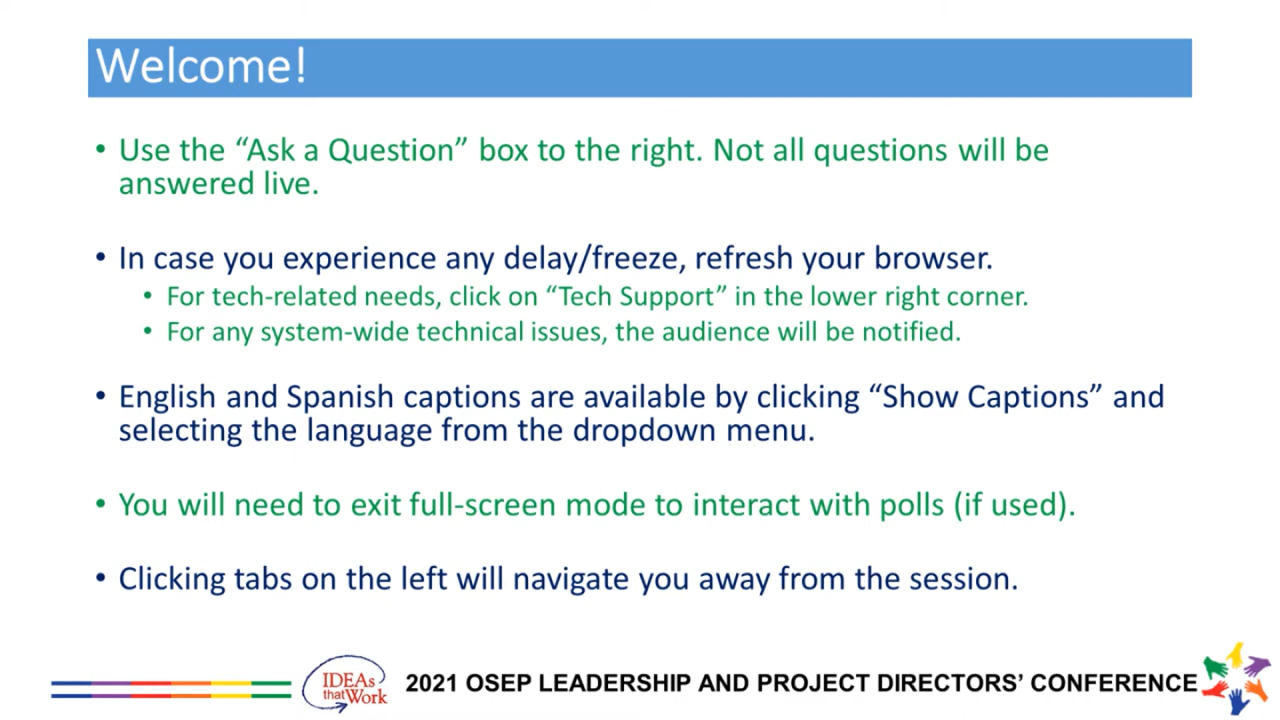 Welcome!
• Use the “Ask a Question” box to the right. Not all questions will be
answered live.
• In case you experience any delay/freeze, refresh your browser.
• For tech-related needs, click on “Tech Support” in the lower right corner.
• For any system-wide technical issues, the audience will be notified.
• English and Spanish captions are available by clicking “Show Captions” and
selecting the language from the dropdown menu.
• You will need to exit full-screen mode to interact with polls (if used).
• Clicking tabs on the left will navigate you away from the session.
IDEAs
that Work
2021 OSEP LEADERSHIP AND PROJECT DIRECTORS’ CONFERENCE